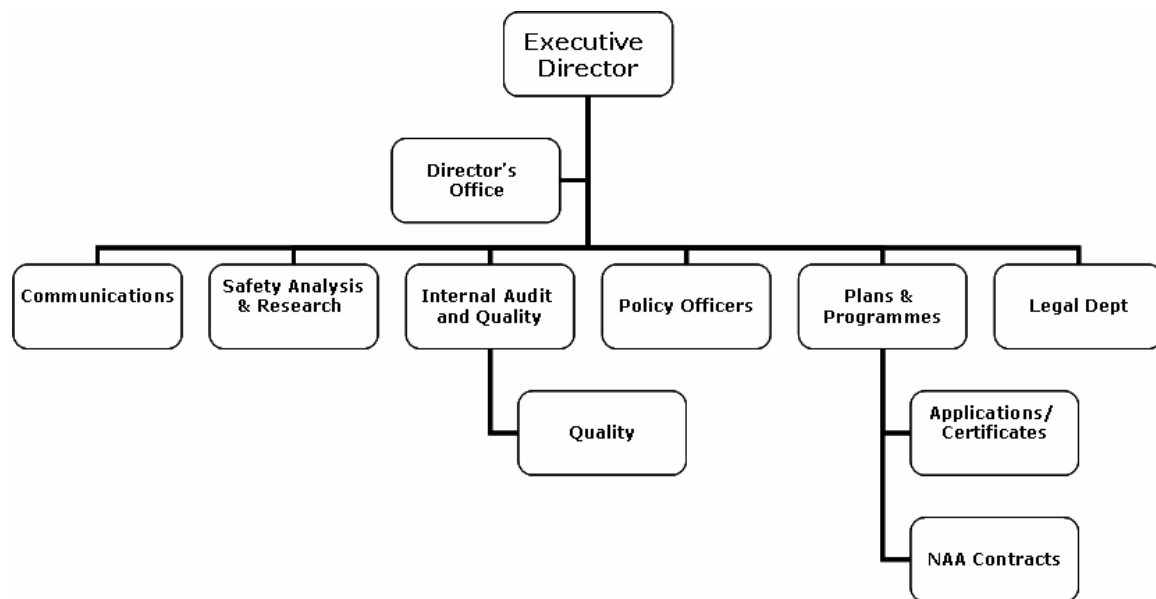 Executive
Director
Director's
Office
Communications
Safety Analysis
& Research
Internal Audit
and Quality
Policy Officers
Plans &
Programmes
Legal Dept
Quality
Applications/
Certificates
NAA Contracts